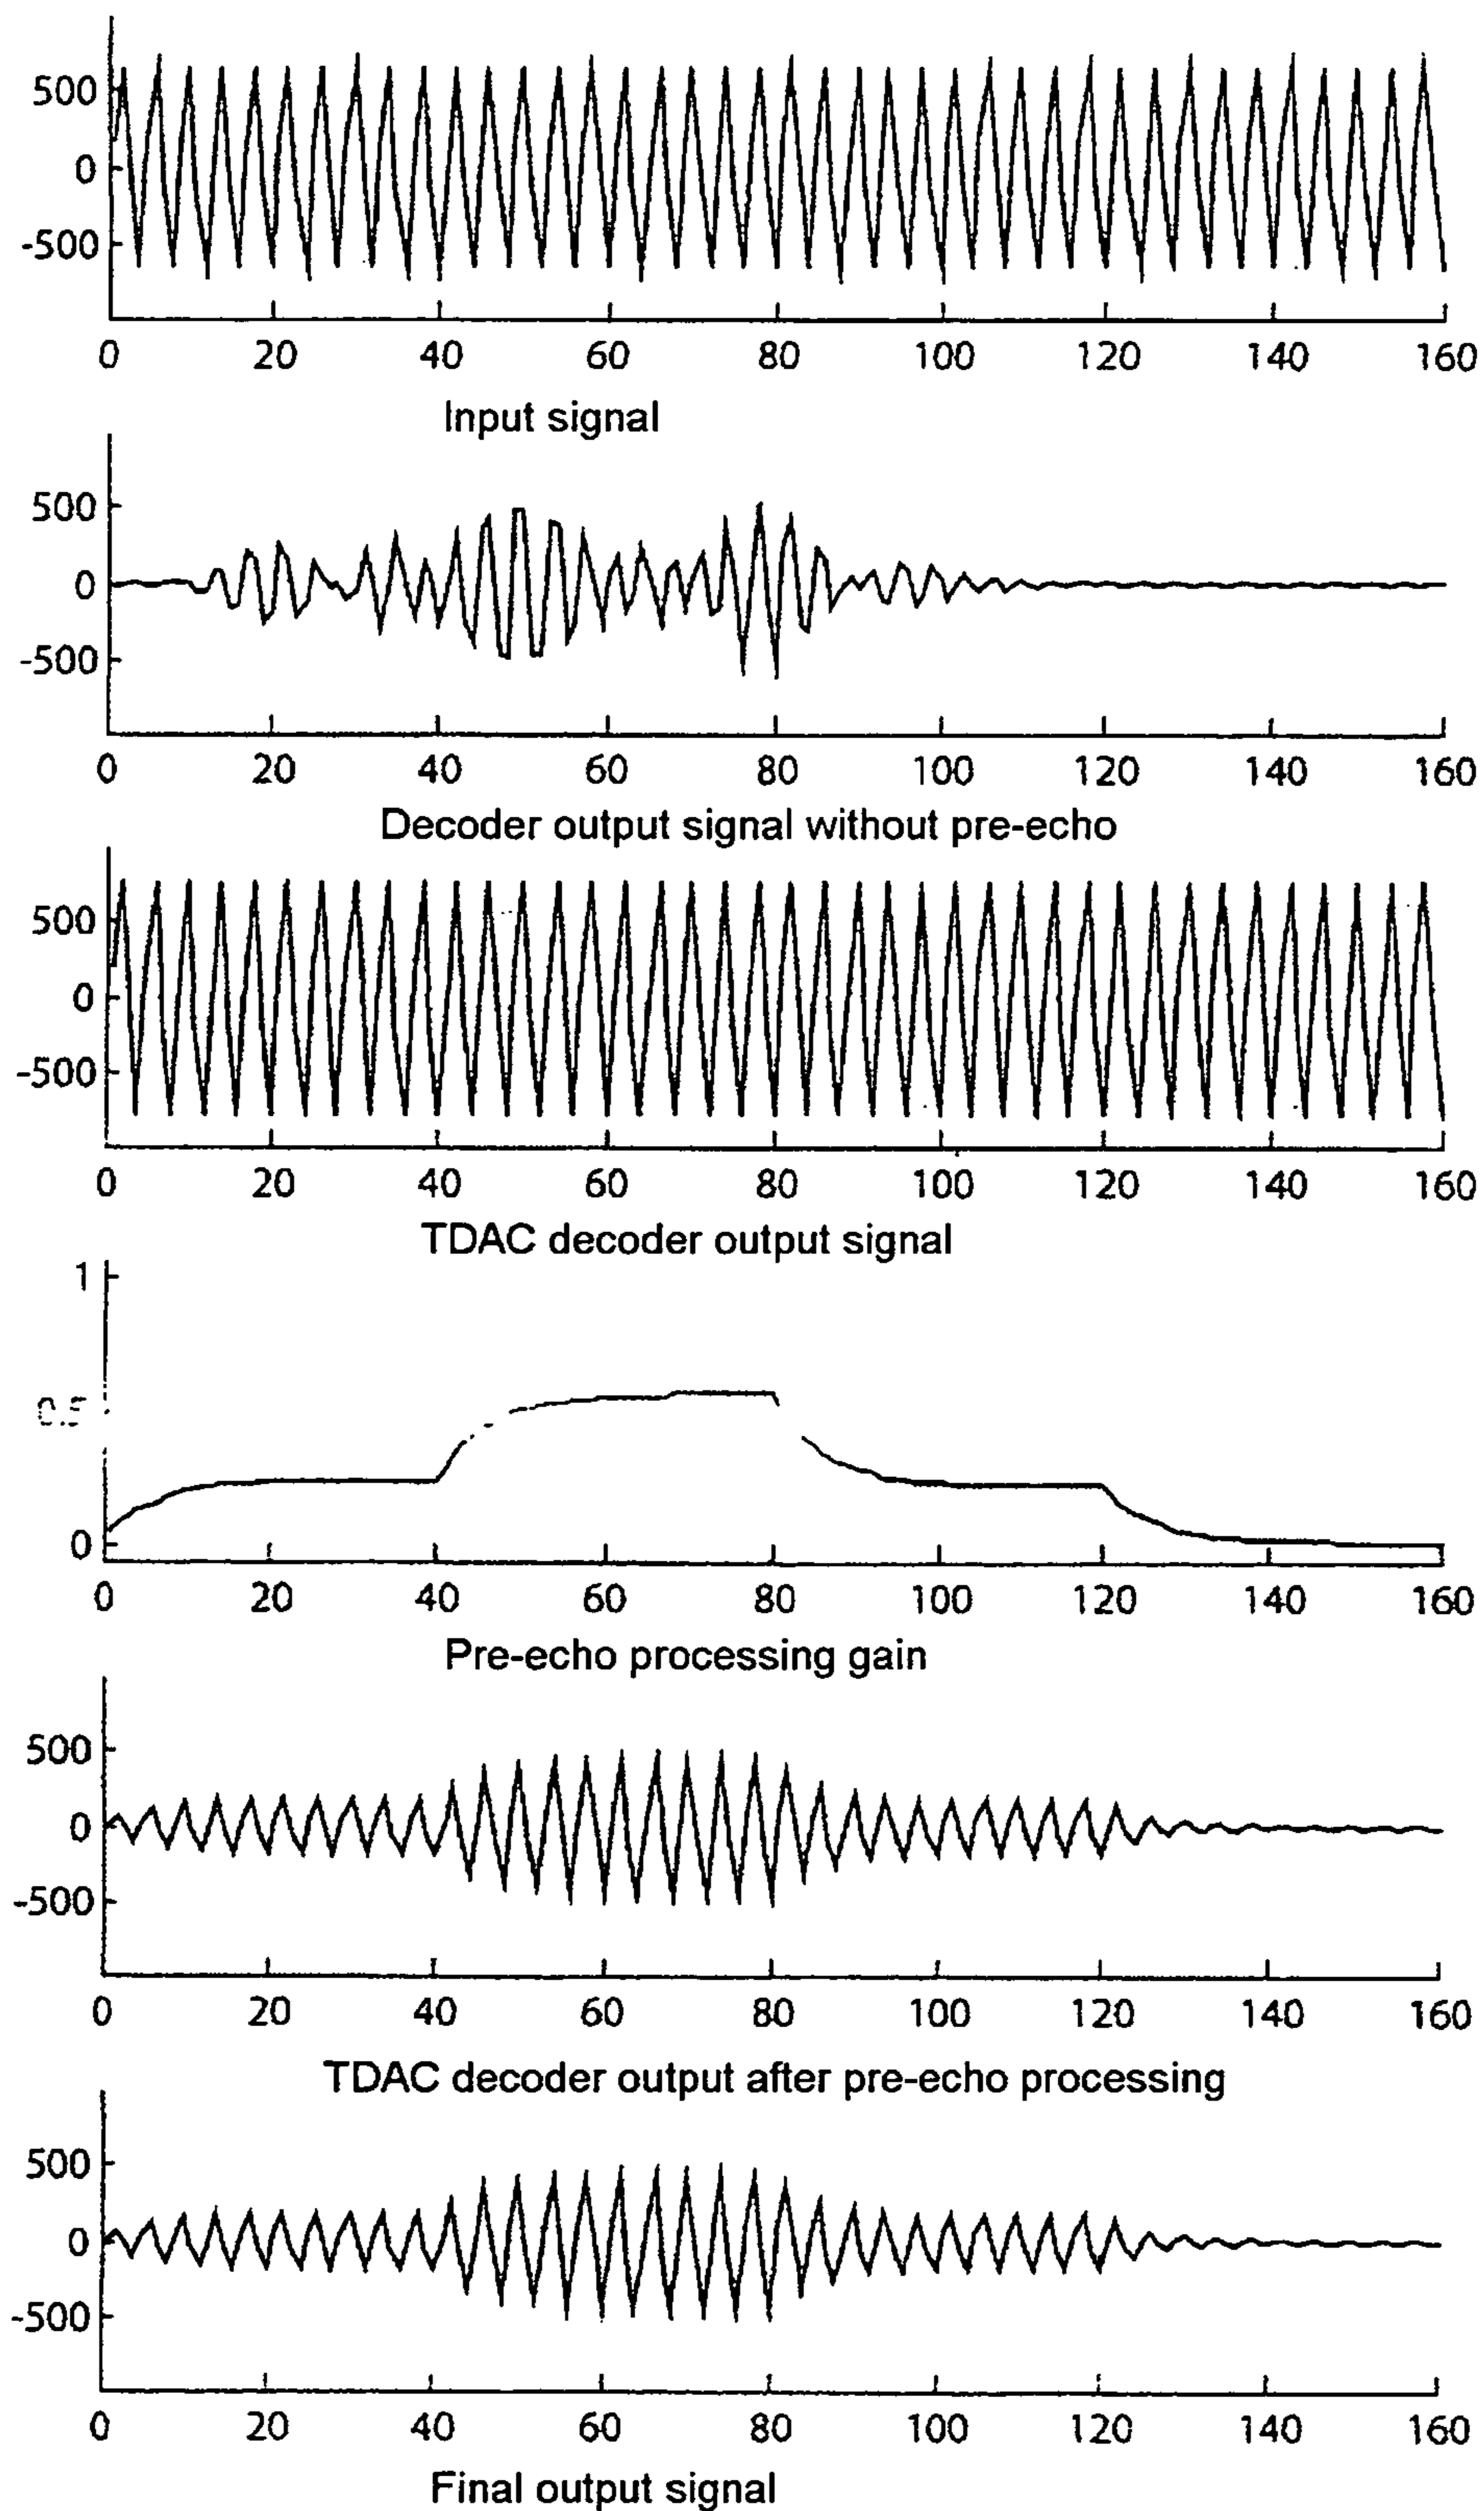 500
0
-500
0 20 40 60 80 100 120 140 160
Input signal
500
0
-500
0 20 40 60 80 100 120 140 160
Decoder output signal without pre-echo
500
0
-500
0 20 40 60 80 100 120 140 160
TDAC decoder output signal
1
0.5
0
0 20 40 60 80 100 120 140 160
Pre-echo processing gain
500
0
-500
0 20 40 60 80 100 120 140 160
TDAC decoder output after pre-echo processing
500
0
-500
0 20 40 60 80 100 120 140 160
Final output signal